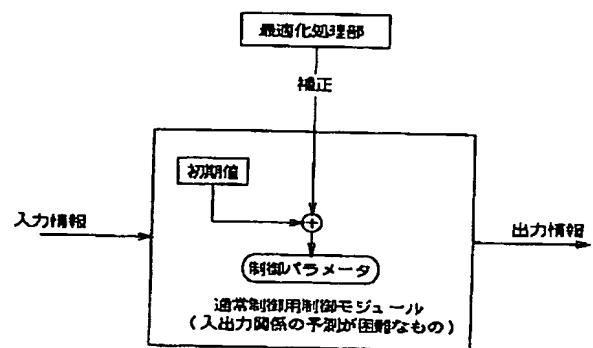 最適化処理部
補正
初期値
入力情報
出力情報
制御パラメータ
通常制御用制御モジュール
(入出力関係の予測が困難なもの)